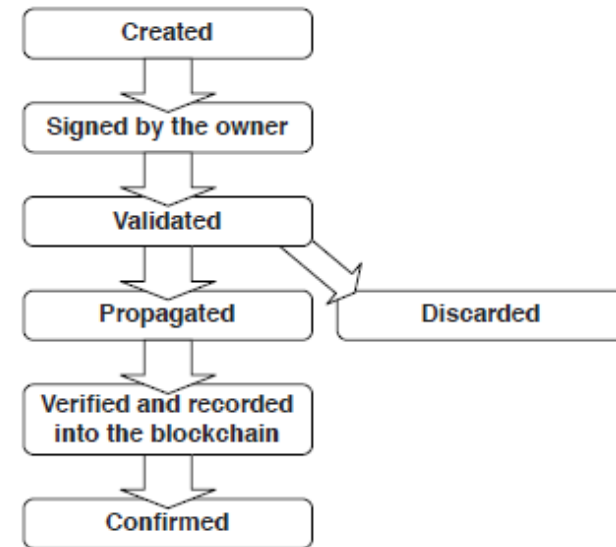 Created
Signed by the owner
Validated
Propagated
Discarded
Verified and recorded
into the blockchain
Confirmed